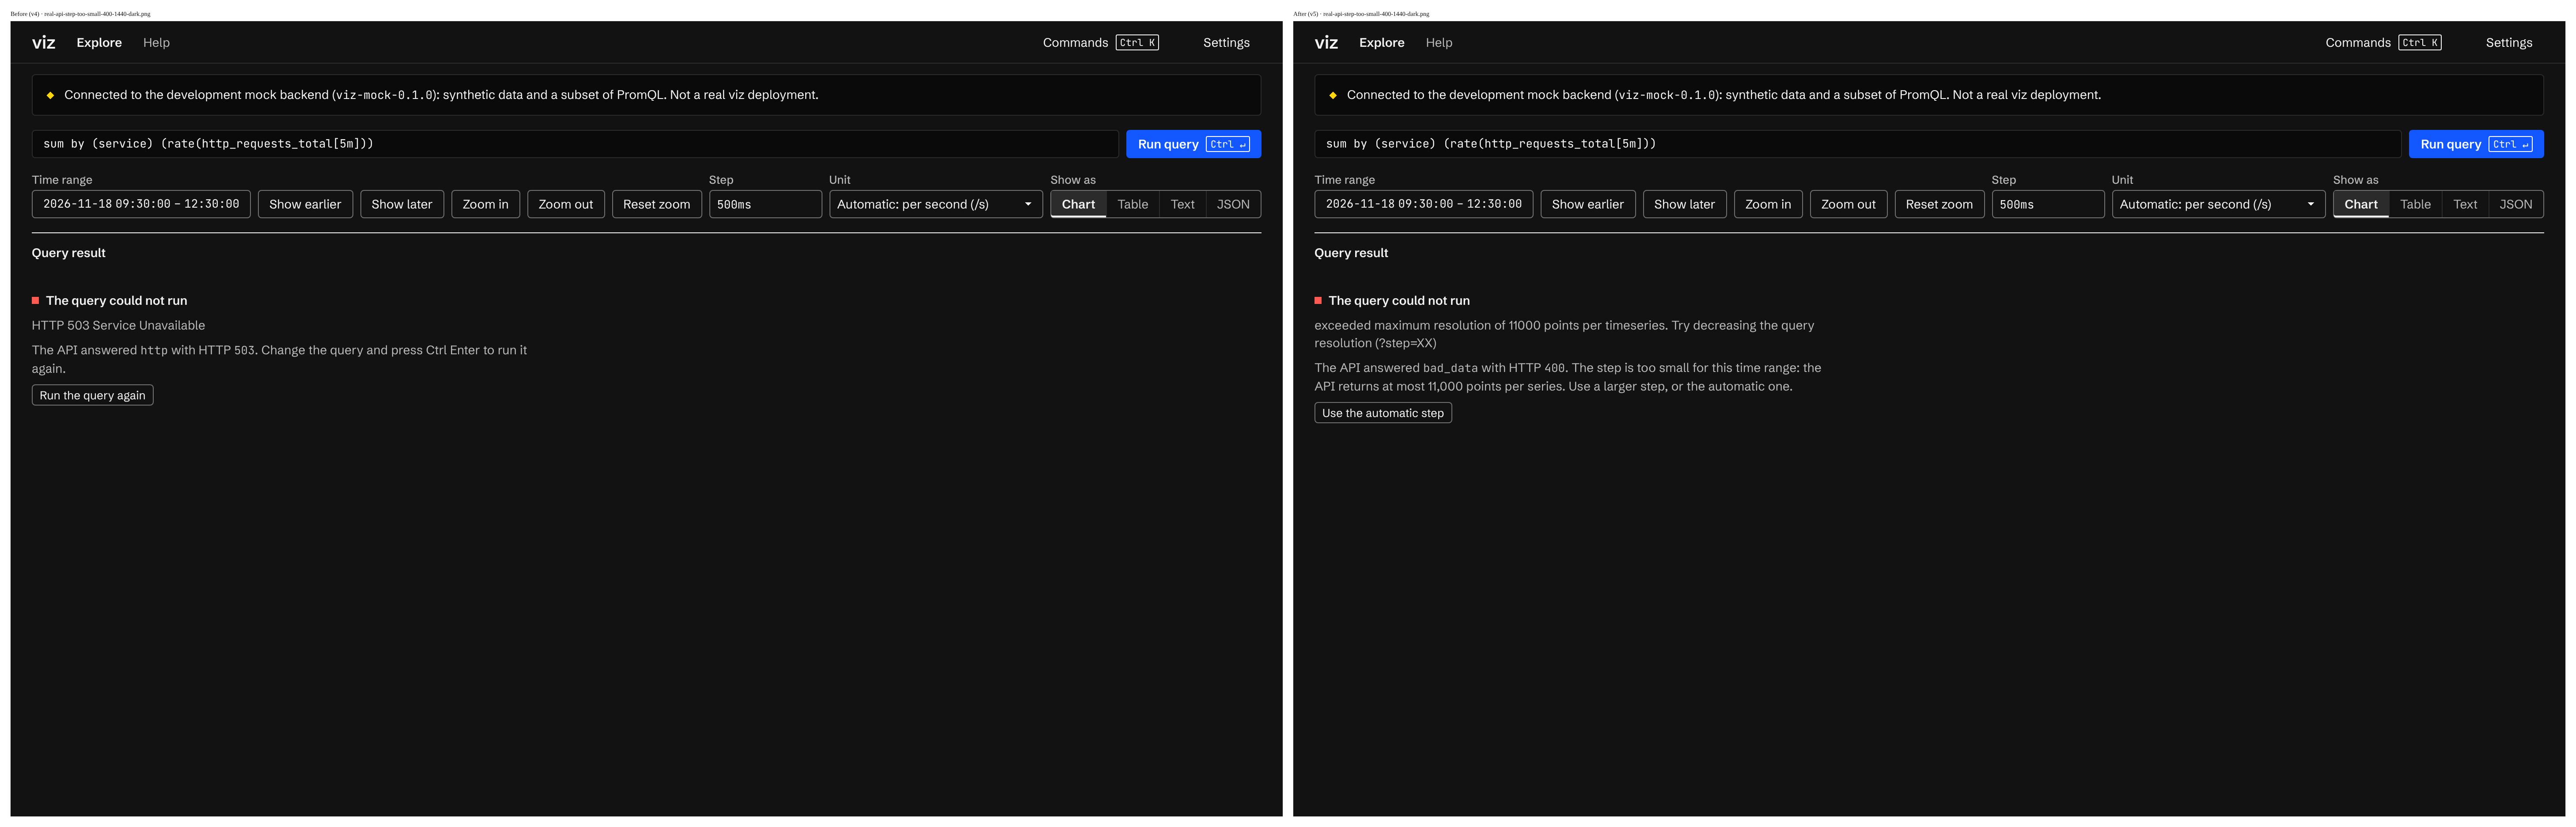 Before (v4) · real-api-step-too-small-400-1440-dark.png
viz Explore Help Commands Ctrl K Settings
Connected to the development mock backend (viz-mock-0.1.0): synthetic data and a subset of PromQL. Not a real viz deployment.
sum by (service) (rate(http_requests_total[5m])) Run query Ctrl ↵
Time range Step Unit Show as
2026-11-18 09:30:00 – 12:30:00 Show earlier Show later Zoom in Zoom out Reset zoom 500ms Automatic: per second (/s) Chart Table Text JSON
Query result
The query could not run
HTTP 503 Service Unavailable
The API answered http with HTTP 503. Change the query and press Ctrl Enter to run it
again.
Run the query again
After (v5) · real-api-step-too-small-400-1440-dark.png
viz Explore Help Commands Ctrl K Settings
Connected to the development mock backend (viz-mock-0.1.0): synthetic data and a subset of PromQL. Not a real viz deployment.
sum by (service) (rate(http_requests_total[5m])) Run query Ctrl ↵
Time range Step Unit Show as
2026-11-18 09:30:00 – 12:30:00 Show earlier Show later Zoom in Zoom out Reset zoom 500ms Automatic: per second (/s) Chart Table Text JSON
Query result
The query could not run
exceeded maximum resolution of 11000 points per timeseries. Try decreasing the query
resolution (?step=XX)
The API answered bad_data with HTTP 400. The step is too small for this time range: the
API returns at most 11,000 points per series. Use a larger step, or the automatic one.
Use the automatic step